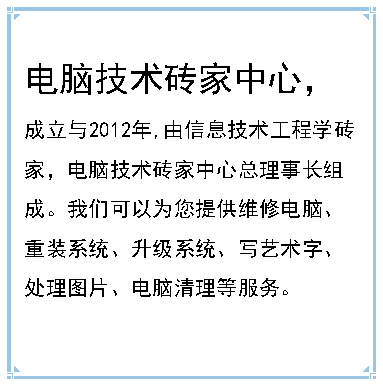 电脑技术砖家中心，
成立与2012年,由信息技术工程学砖
家，电脑技术砖家中心总理事长组
成。我们可以为您提供维修电脑、
重装系统、升级系统、写艺术字、
处理图片、电脑清理等服务。